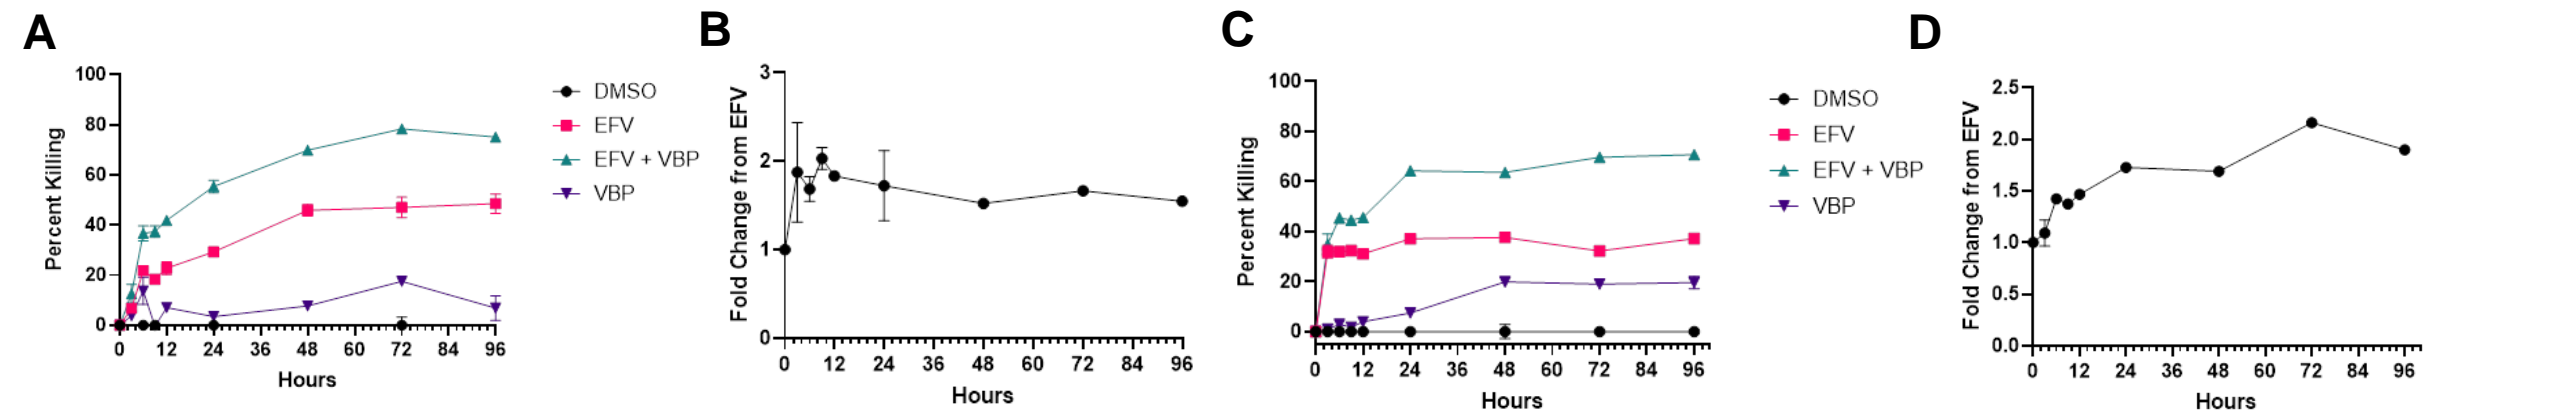 A
Percent Killing
100
80
60
40
20
0
0 12 24 36 48 60 72 84 96
Hours
DMSO
EFV
EFV + VBP
VBP
B
Fold Change from EFV
3
2
1
0
0 12 24 36 48 60 72 84 96
Hours
C
Percent Killing
100
80
60
40
20
0
0 12 24 36 48 60 72 84 96
Hours
DMSO
EFV
EFV + VBP
VBP
D
Fold Change from EFV
2.5
2.0
1.5
1.0
0.5
0.0
0 12 24 36 48 60 72 84 96
Hours